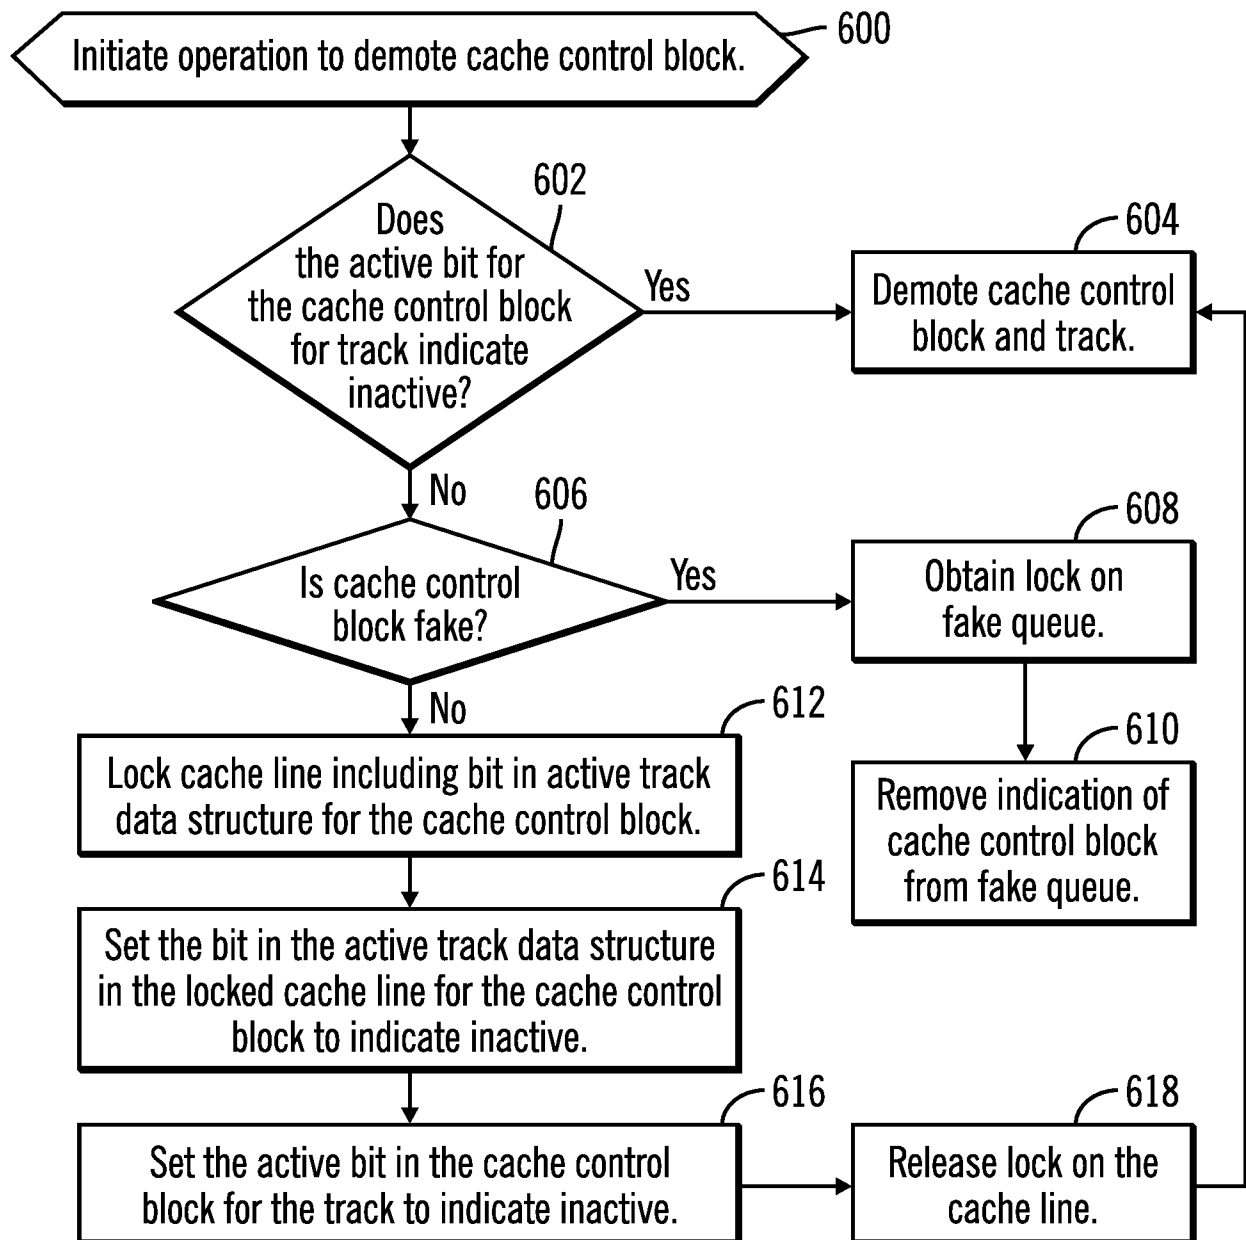 600
Initiate operation to demote cache control block.
602
Does
the active bit for
the cache control block
for track indicate
inactive?
Yes
604
Demote cache control
block and track.
No
606
Is cache control
block fake?
Yes
608
Obtain lock on
fake queue.
610
Remove indication of
cache control block
from fake queue.
No
612
Lock cache line including bit in active track
data structure for the cache control block.
614
Set the bit in the active track data structure
in the locked cache line for the cache control
block to indicate inactive.
616
Set the active bit in the cache control
block for the track to indicate inactive.
618
Release lock on the
cache line.